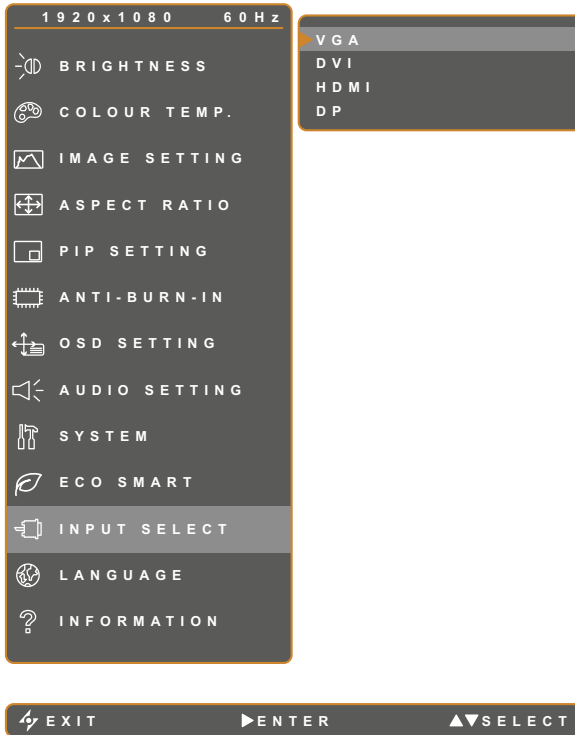 1920x1080 60Hz
BRIGHTNESS
COLOUR TEMP.
IMAGE SETTING
ASPECT RATIO
PIP SETTING
ANTI-BURN-IN
OSD SETTING
AUDIO SETTING
SYSTEM
ECO SMART
INPUT SELECT
LANGUAGE
INFORMATION
VGA
DVI
HDMI
DP
EXIT ENTER SELECT